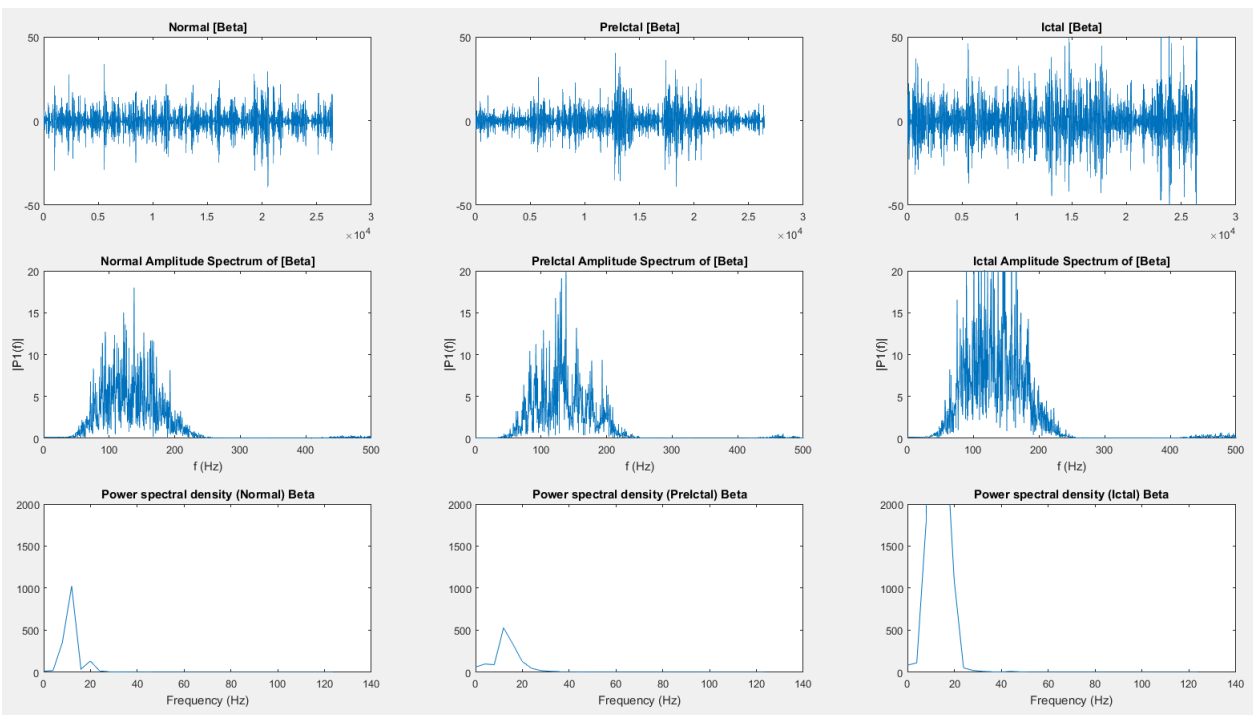 Normal [Beta]
PreIctal [Beta]
Ictal [Beta]
50
0
-50
0 0.5 1 1.5 2 2.5 3
×10^4
50
0
-50
0 0.5 1 1.5 2 2.5 3
×10^4
50
0
-50
0 0.5 1 1.5 2 2.5 3
×10^4
Normal Amplitude Spectrum of [Beta]
PreIctal Amplitude Spectrum of [Beta]
Ictal Amplitude Spectrum of [Beta]
|P1(f)|
20
15
10
5
0
0 100 200 300 400 500
f (Hz)
|P1(f)|
20
15
10
5
0
0 100 200 300 400 500
f (Hz)
|P1(f)|
20
15
10
5
0
0 100 200 300 400 500
f (Hz)
Power spectral density (Normal) Beta
Power spectral density (PreIctal) Beta
Power spectral density (Ictal) Beta
2000
1500
1000
500
0
0 20 40 60 80 100 120 140
Frequency (Hz)
2000
1500
1000
500
0
0 20 40 60 80 100 120 140
Frequency (Hz)
2000
1500
1000
500
0
0 20 40 60 80 100 120 140
Frequency (Hz)